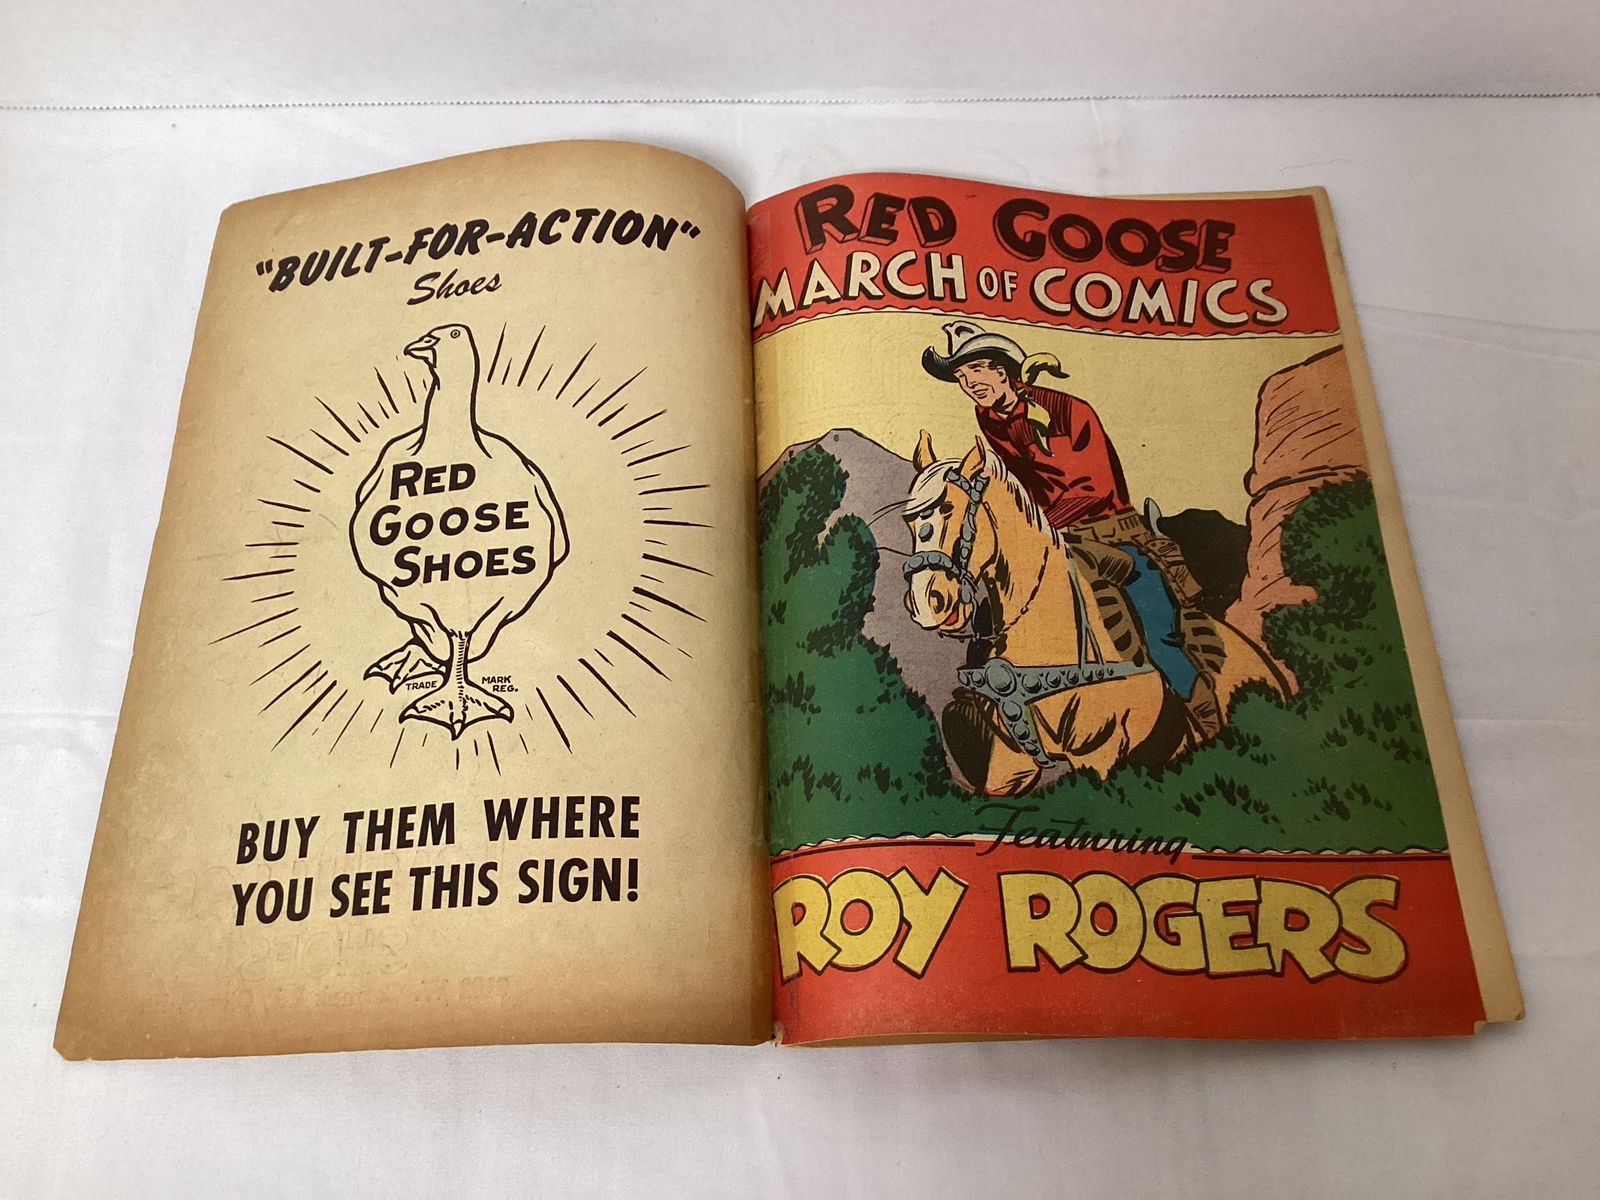 "BUILT-FOR-ACTION"
Shoes
RED
GOOSE
SHOES
TRADE MARK
REG.
BUY THEM WHERE
YOU SEE THIS SIGN!
RED GOOSE
MARCH OF COMICS
Featuring
ROY ROGERS